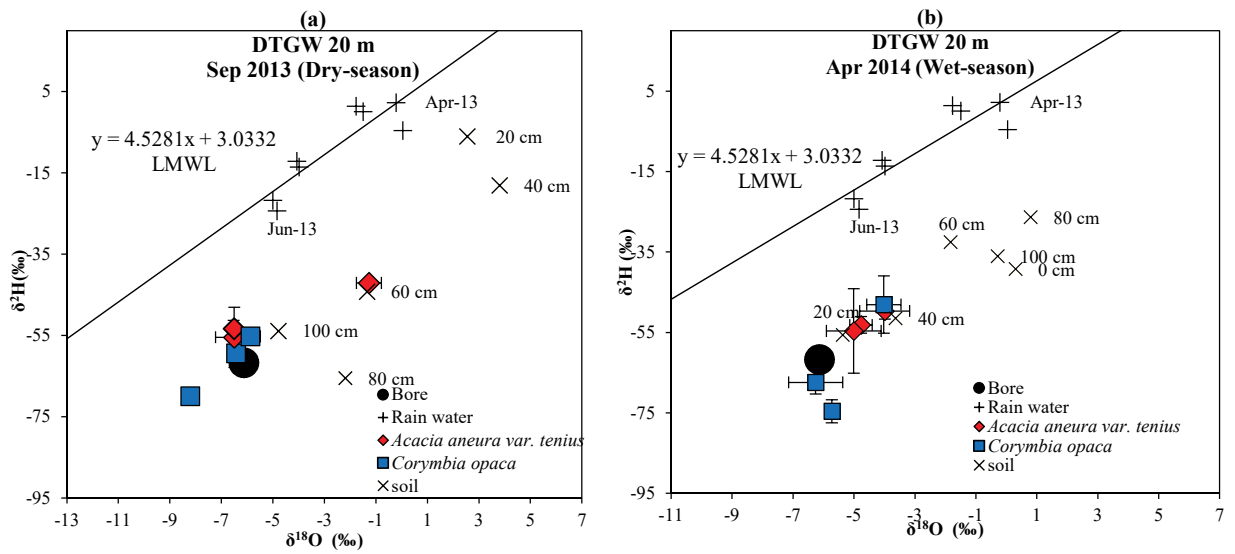 (a)
DTGW 20 m
Sep 2013 (Dry-season)
5
-15
-35
-55
-75
-95
δ²H(‰)
y = 4.5281x + 3.0332
LMWL
Apr-13
20 cm
40 cm
Jun-13
60 cm
100 cm
80 cm
Bore
Rain water
Acacia aneura var. tenius
Corymbia opaca
soil
-13 -11 -9 -7 -5 -3 -1 1 3 5 7
δ¹⁸O (‰)
(b)
DTGW 20 m
Apr 2014 (Wet-season)
5
-15
-35
-55
-75
-95
δ²H (‰)
y = 4.5281x + 3.0332
LMWL
Apr-13
Jun-13
60 cm
80 cm
100 cm
0 cm
20 cm
40 cm
Bore
Rain water
Acacia aneura var. tenius
Corymbia opaca
soil
-11 -9 -7 -5 -3 -1 1 3 5 7
δ¹⁸O (‰)